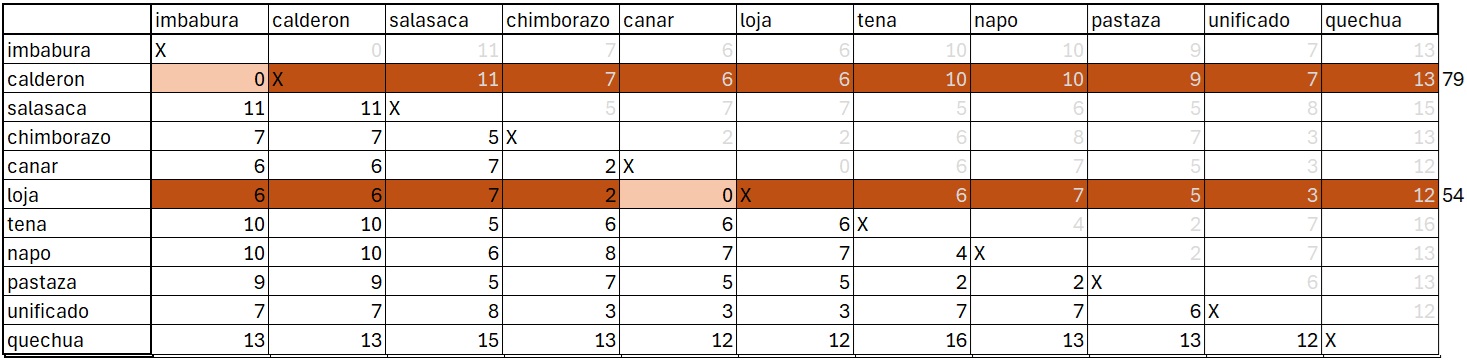 imbabura calderon salasaca chimborazo canar loja tena napo pastaza unificado quechua
imbabura X 0 11 7 6 6 10 10 9 7 13
calderon 0 X 11 7 6 6 10 10 9 7 13 79
salasaca 11 11 X 5 7 7 5 6 5 8 15
chimborazo 7 7 5 X 2 2 6 8 7 3 13
canar 6 6 7 2 X 0 6 7 5 3 12
loja 6 6 7 2 0 X 6 7 5 3 12 54
tena 10 10 5 6 6 6 X 4 2 7 16
napo 10 10 6 8 7 7 4 X 2 7 13
pastaza 9 9 5 7 5 5 2 2 X 6 13
unificado 7 7 8 3 3 3 7 7 6 X 12
quechua 13 13 15 13 12 12 16 13 13 12 X